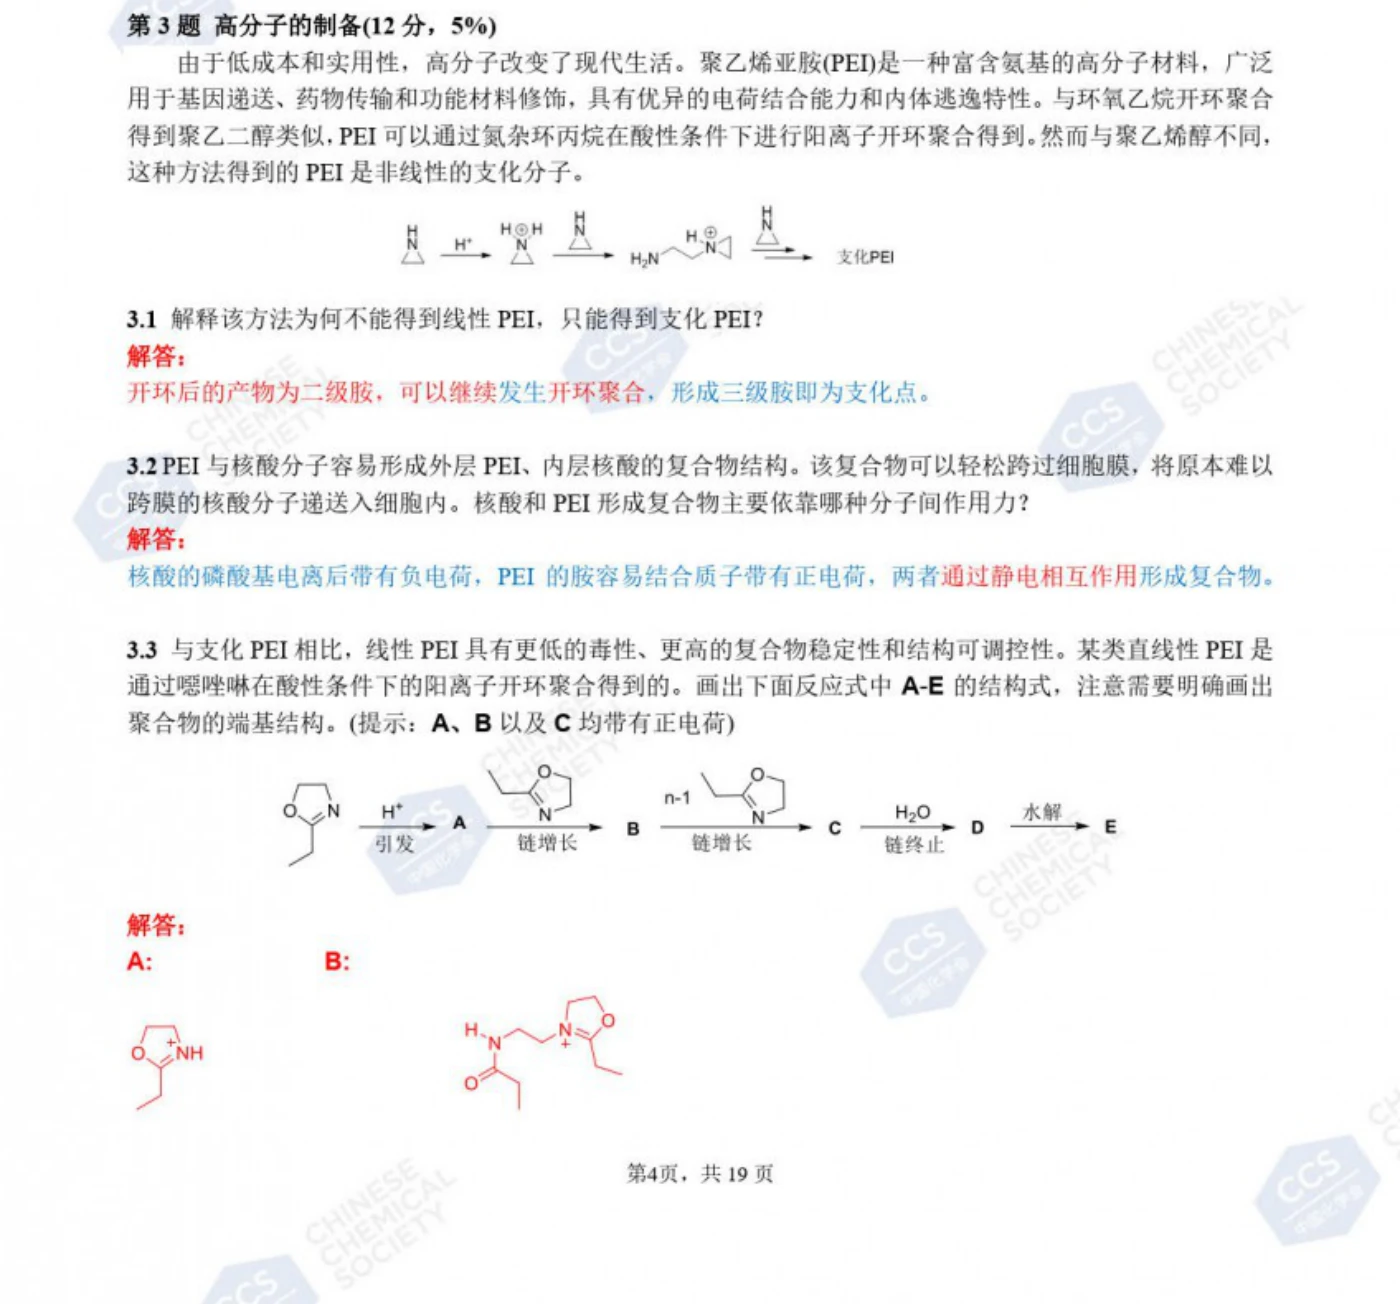 第 3 题 高分子的制备(12 分，5%)
由于低成本和实用性，高分子改变了现代生活。聚乙烯亚胺(PEI)是一种富含氨基的高分子材料，广泛
用于基因递送、药物传输和功能材料修饰，具有优异的电荷结合能力和内体逃逸特性。与环氧乙烷开环聚合
得到聚乙二醇类似，PEI 可以通过氮杂环丙烷在酸性条件下进行阳离子开环聚合得到。然而与聚乙烯醇不同，
这种方法得到的 PEI 是非线性的支化分子。
H N H⁺ H⊕H N H N H₂N H ⊕ N H N 支化PEI
3.1 解释该方法为何不能得到线性 PEI，只能得到支化 PEI？
解答：
开环后的产物为二级胺，可以继续发生开环聚合，形成三级胺即为支化点。
3.2 PEI 与核酸分子容易形成外层 PEI、内层核酸的复合物结构。该复合物可以轻松跨过细胞膜，将原本难以
跨膜的核酸分子递送入细胞内。核酸和 PEI 形成复合物主要依靠哪种分子间作用力？
解答：
核酸的磷酸基电离后带有负电荷，PEI 的胺容易结合质子带有正电荷，两者通过静电相互作用形成复合物。
3.3 与支化 PEI 相比，线性 PEI 具有更低的毒性、更高的复合物稳定性和结构可调控性。某类直线性 PEI 是
通过噁唑啉在酸性条件下的阳离子开环聚合得到的。画出下面反应式中 A-E 的结构式，注意需要明确画出
聚合物的端基结构。(提示：A、B 以及 C 均带有正电荷)
O N H⁺ 引发 A O N 链增长 B n-1 O N 链增长 C H₂O 链终止 D 水解 E
解答：
A: B:
O + NH H N O N + O
第4页，共 19 页
CCS
中国化学会
CHINESE
CHEMICAL
SOCIETY